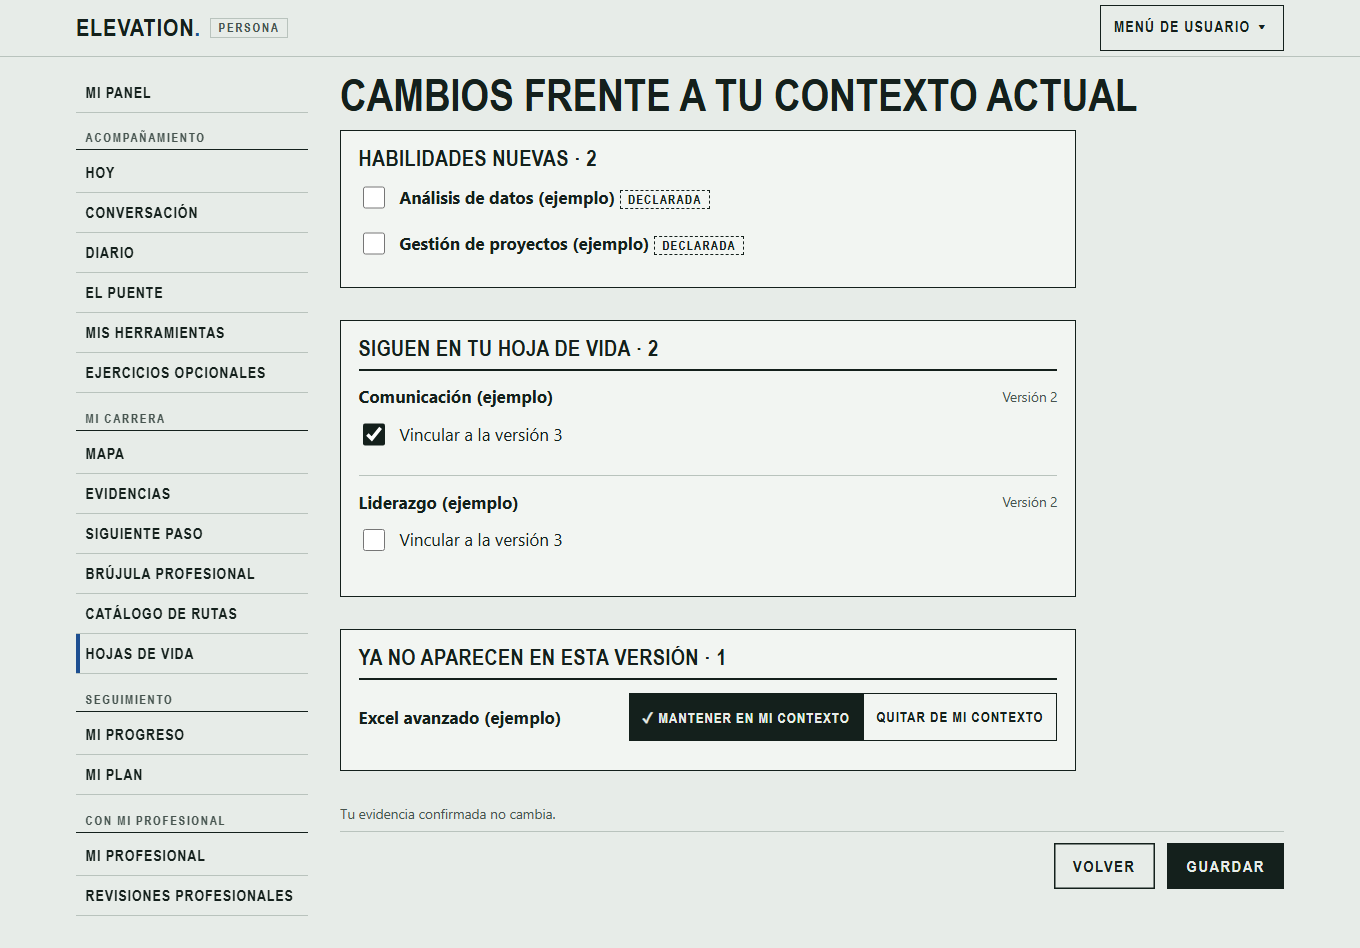 ELEVATION.
PERSONA
MENÚ DE USUARIO
MI PANEL
ACOMPAÑAMIENTO
HOY
CONVERSACIÓN
DIARIO
EL PUENTE
MIS HERRAMIENTAS
EJERCICIOS OPCIONALES
MI CARRERA
MAPA
EVIDENCIAS
SIGUIENTE PASO
BRÚJULA PROFESIONAL
CATÁLOGO DE RUTAS
HOJAS DE VIDA
SEGUIMIENTO
MI PROGRESO
MI PLAN
CON MI PROFESIONAL
MI PROFESIONAL
REVISIONES PROFESIONALES
CAMBIOS FRENTE A TU CONTEXTO ACTUAL
HABILIDADES NUEVAS · 2
Análisis de datos (ejemplo) DECLARADA
Gestión de proyectos (ejemplo) DECLARADA
SIGUEN EN TU HOJA DE VIDA · 2
Comunicación (ejemplo) Versión 2
Vincular a la versión 3
Liderazgo (ejemplo) Versión 2
Vincular a la versión 3
YA NO APARECEN EN ESTA VERSIÓN · 1
Excel avanzado (ejemplo) ✓ MANTENER EN MI CONTEXTO QUITAR DE MI CONTEXTO
Tu evidencia confirmada no cambia.
VOLVER GUARDAR